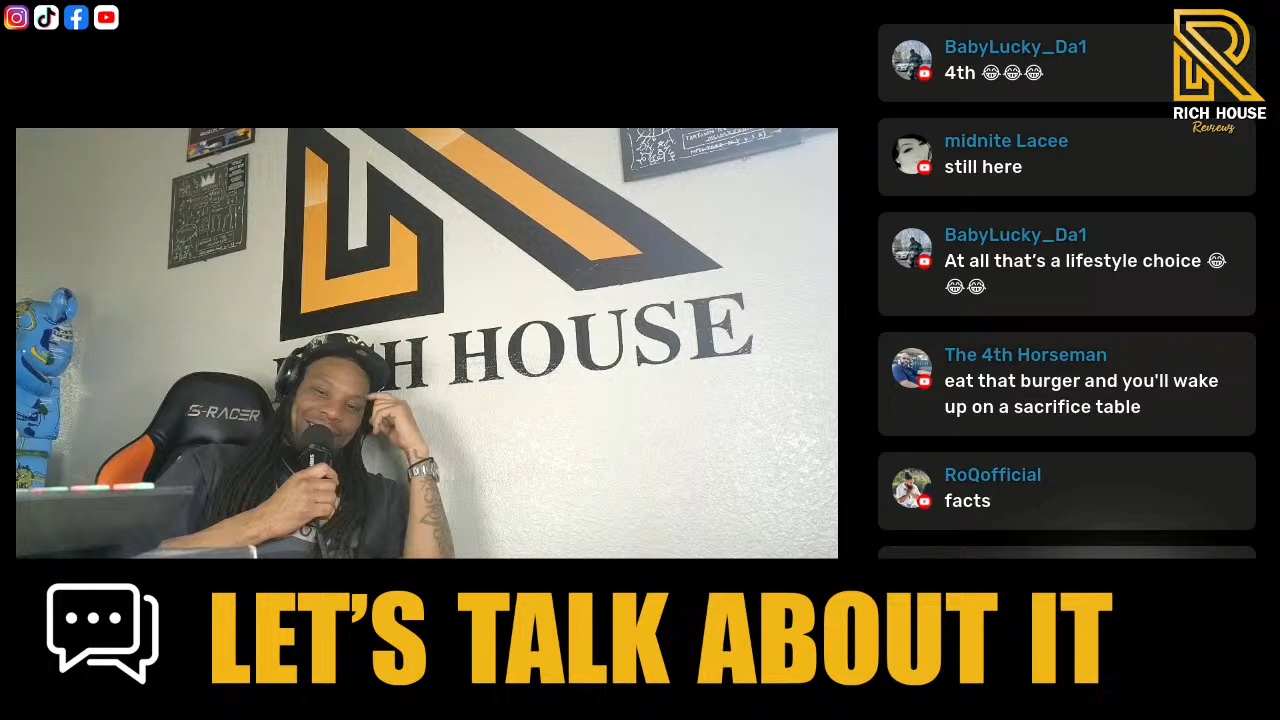 BabyLucky_Da1
4th 😂😂😂
RICH HOUSE
Reviews
midnite Lacee
still here
BabyLucky_Da1
At all that's a lifestyle choice 😂
😂😂
The 4th Horseman
eat that burger and you'll wake
up on a sacrifice table
RoQofficial
facts
RICH HOUSE
S-RACER
LET'S TALK ABOUT IT